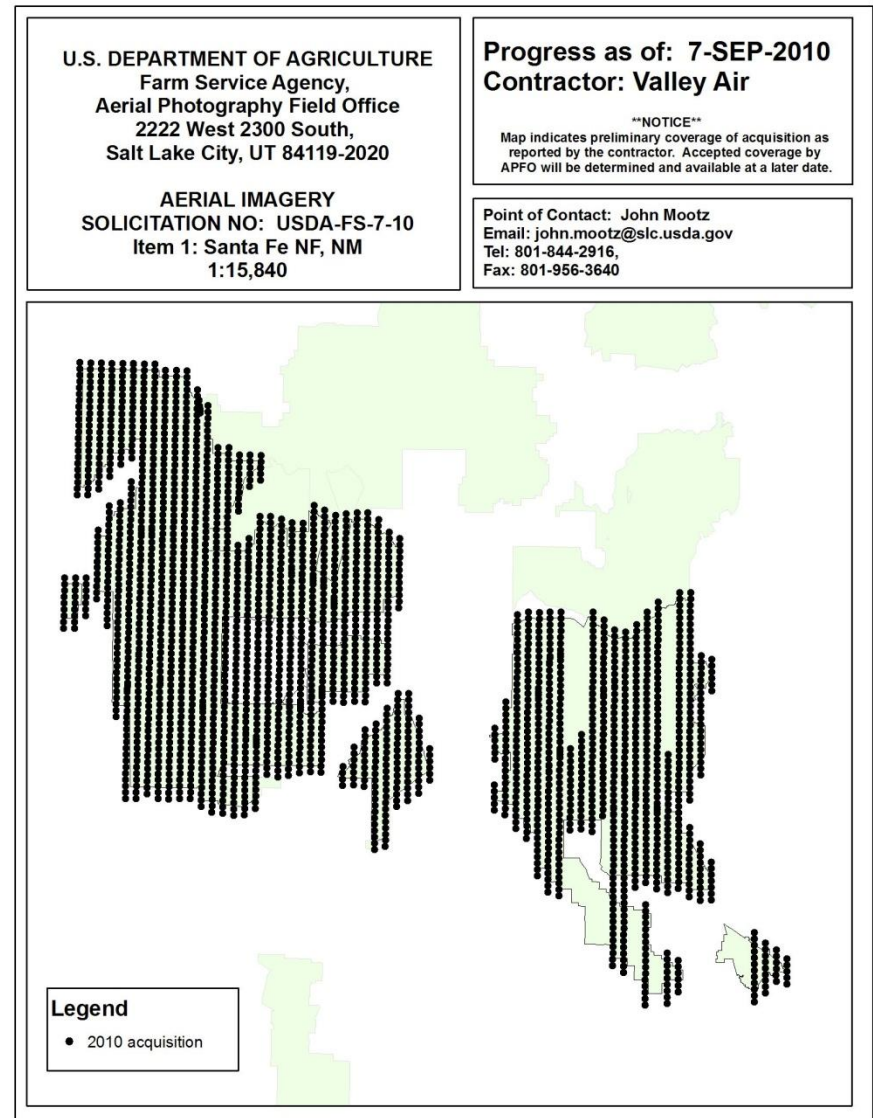 U.S. DEPARTMENT OF AGRICULTURE
Farm Service Agency,
Aerial Photography Field Office
2222 West 2300 South,
Salt Lake City, UT 84119-2020
AERIAL IMAGERY
SOLICITATION NO: USDA-FS-7-10
Item 1: Santa Fe NF, NM
1:15,840
Progress as of: 7-SEP-2010
Contractor: Valley Air
**NOTICE**
Map indicates preliminary coverage of acquisition as
reported by the contractor. Accepted coverage by
APFO will be determined and available at a later date.
Point of Contact: John Mootz
Email: john.mootz@slc.usda.gov
Tel: 801-844-2916,
Fax: 801-956-3640
Legend
2010 acquisition